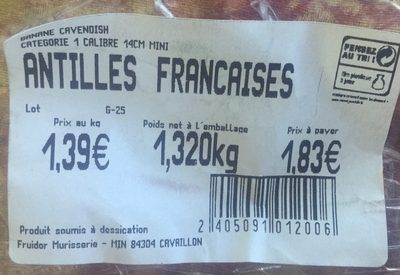 BANANE CAVENDISH
CATEGORIE 1 CALIBRE 14CM MINI
ANTILLES FRANCAISES
PENSEZ
AU TRI !
Lot G-25
Prix au kg Poids net à l'emballage Prix à payer
1,39€ 1,320kg 1,83€
2 405091 012006
Produit soumis à dessication
Fruidor Murisserie - MIN 84304 CAVAILLON